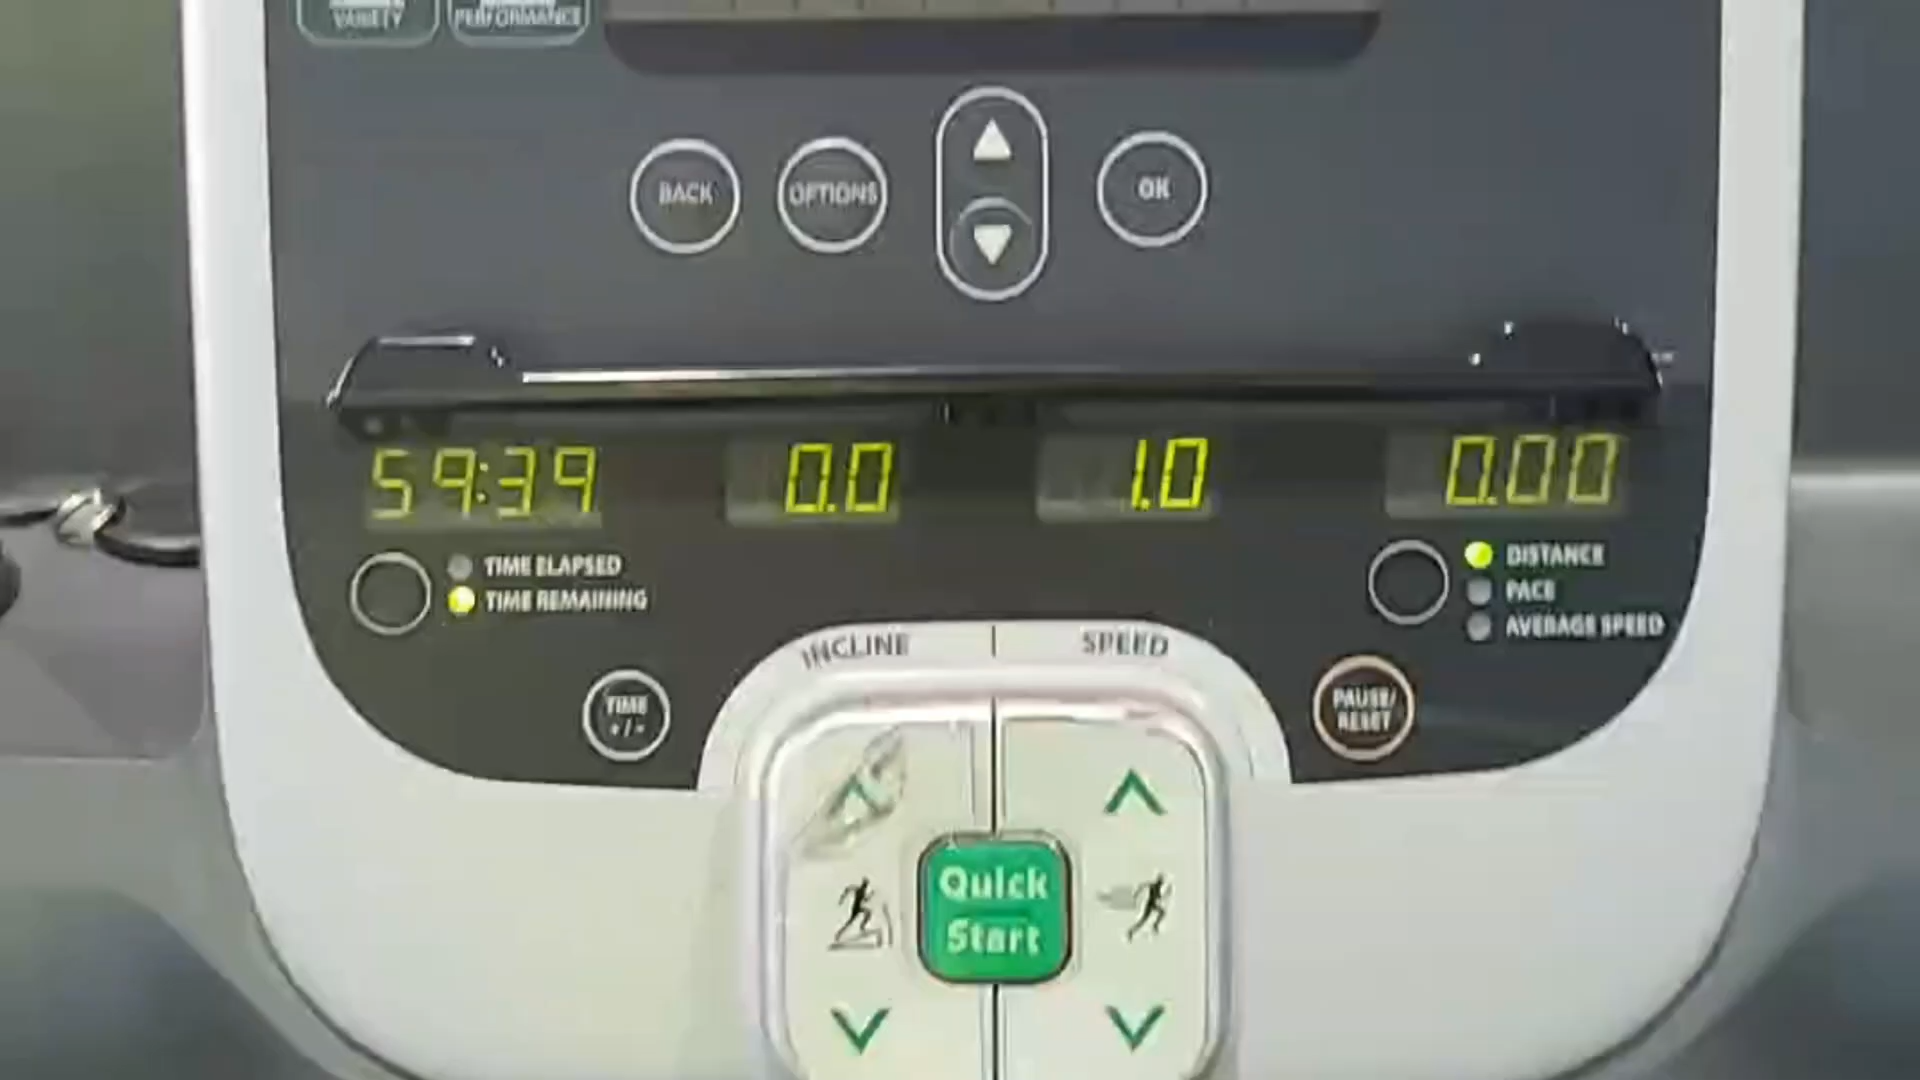 VARIETY
PERFORMANCE
BACK
OPTIONS
OK
59:39
0.0
1.0
0.00
TIME ELAPSED
TIME REMAINING
DISTANCE
PACE
AVERAGE SPEED
INCLINE
SPEED
TIME
+/-
PAUSE/
RESET
Quick
Start